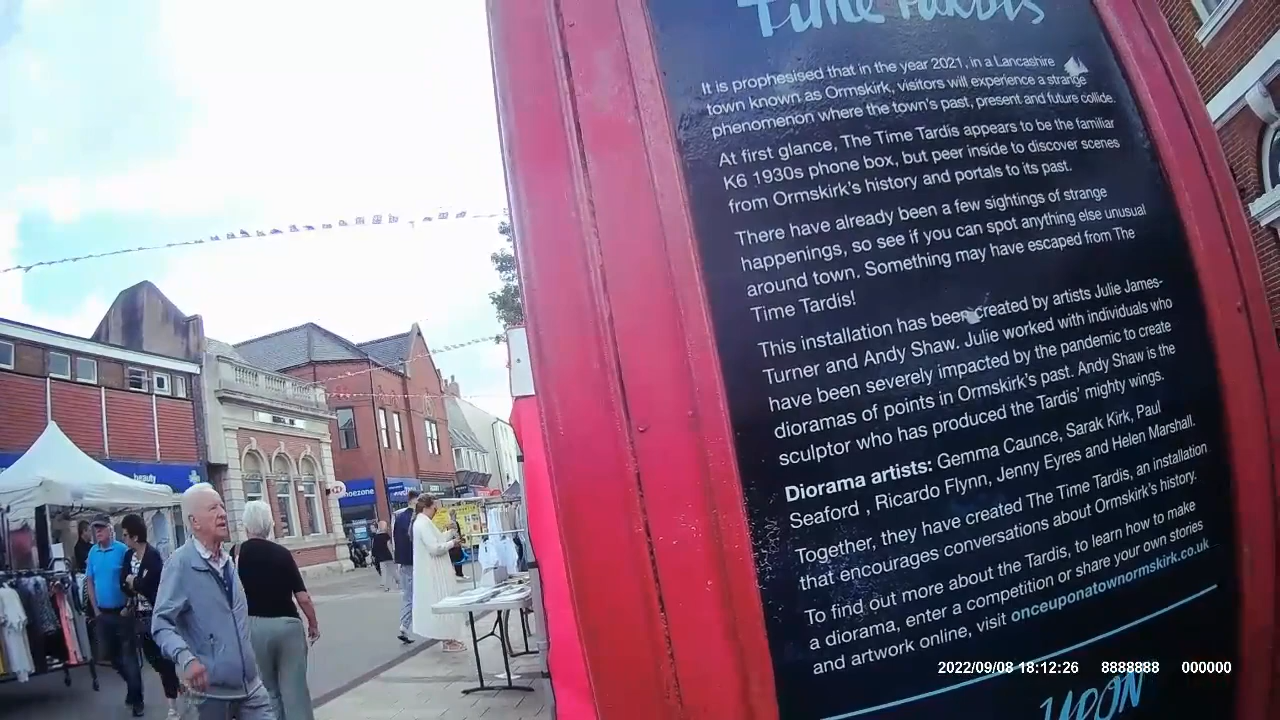 Time Tardis
It is prophesised that in the year 2021, in a Lancashire
town known as Ormskirk, visitors will experience a strange
phenomenon where the town's past, present and future collide.
At first glance, The Time Tardis appears to be the familiar
K6 1930s phone box, but peer inside to discover scenes
from Ormskirk's history and portals to its past.
There have already been a few sightings of strange
happenings, so see if you can spot anything else unusual
around town. Something may have escaped from The
Time Tardis!
This installation has been created by artists Julie James-
Turner and Andy Shaw. Julie worked with individuals who
have been severely impacted by the pandemic to create
dioramas of points in Ormskirk's past. Andy Shaw is the
sculptor who has produced the Tardis' mighty wings.
Diorama artists: Gemma Caunce, Sarak Kirk, Paul
Seaford , Ricardo Flynn, Jenny Eyres and Helen Marshall.
Together, they have created The Time Tardis, an installation
that encourages conversations about Ormskirk's history.
To find out more about the Tardis, to learn how to make
a diorama, enter a competition or share your own stories
and artwork online, visit onceuponatownormskirk.co.uk
UPON
beauty
shoezone
2022/09/08 18:12:26 8888888 000000